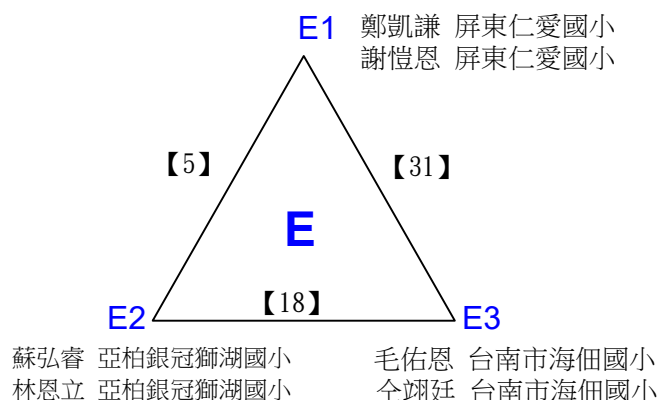 E1 鄭凱謙 屏東仁愛國小
謝愷恩 屏東仁愛國小
【5】 【31】
E
【18】
E2 E3
蘇弘睿 亞柏銀冠獅湖國小 毛佑恩 台南市海佃國小
林恩立 亞柏銀冠獅湖國小 仝翊廷 台南市海佃國小